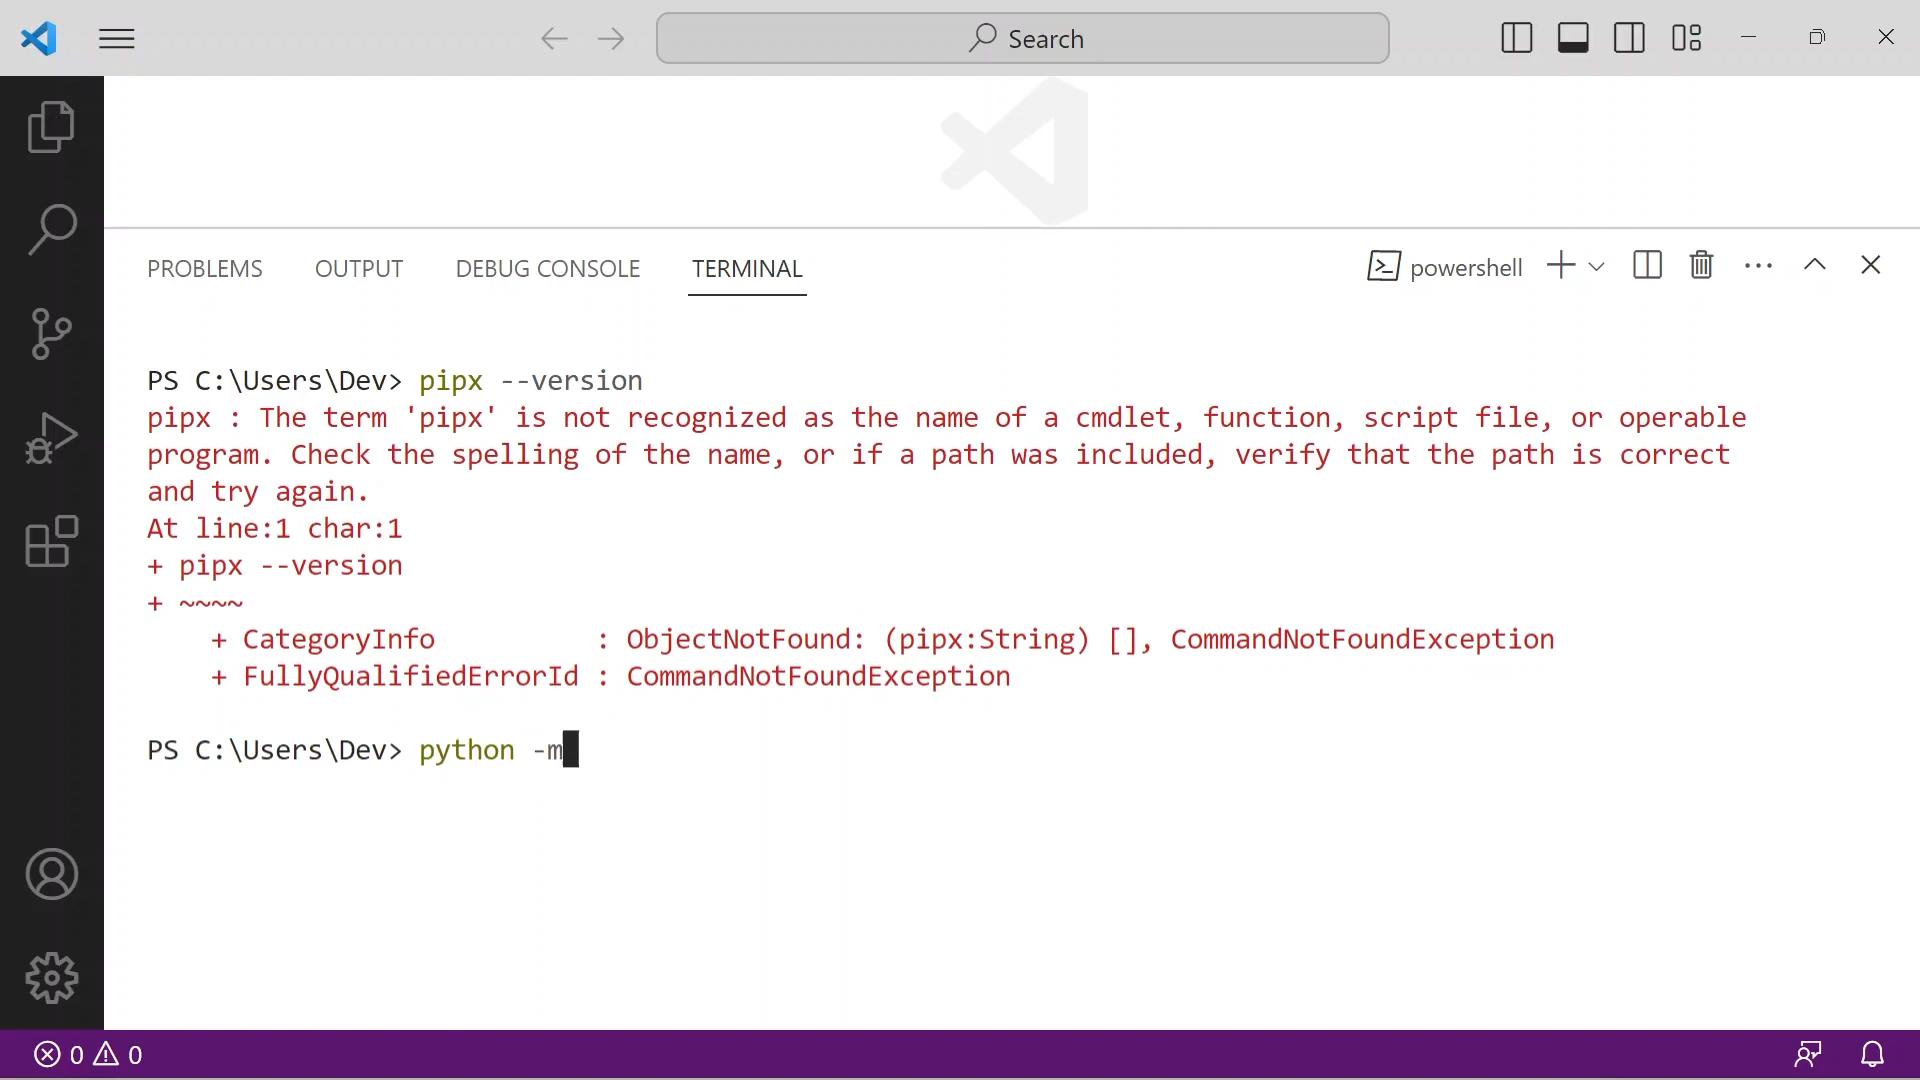 Search
PROBLEMS OUTPUT DEBUG CONSOLE TERMINAL powershell
PS C:\Users\Dev> pipx --version
pipx : The term 'pipx' is not recognized as the name of a cmdlet, function, script file, or operable
program. Check the spelling of the name, or if a path was included, verify that the path is correct
and try again.
At line:1 char:1
+ pipx --version
+ ~~~~
    + CategoryInfo          : ObjectNotFound: (pipx:String) [], CommandNotFoundException
    + FullyQualifiedErrorId : CommandNotFoundException
PS C:\Users\Dev> python -m
0 0